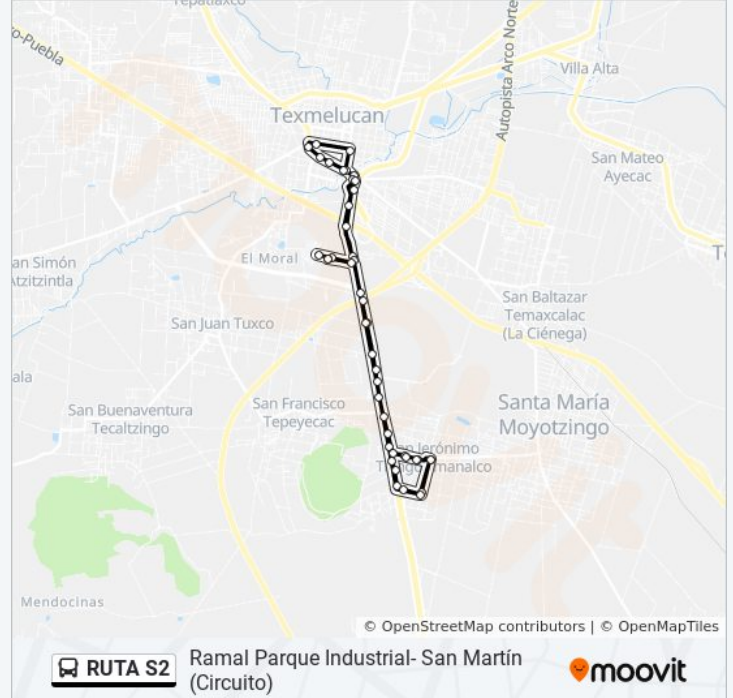 Tepatlaxco
o-Puebla
Autopista Arco Norte
Villa Alta
Texmelucan
San Mateo
Ayecac
El Moral
an Simón
Atzitzintla
San Baltazar
Temaxcalac
(La Ciénega)
San Juan Tuxco
ala
San Buenaventura
Tecaltzingo
San Francisco
Tepeyecac
Santa María
Moyotzingo
Mendocinas
© OpenStreetMap contributors | © OpenMapTiles
RUTA S2
Ramal Parque Industrial- San Martín
(Circuito)
moovit